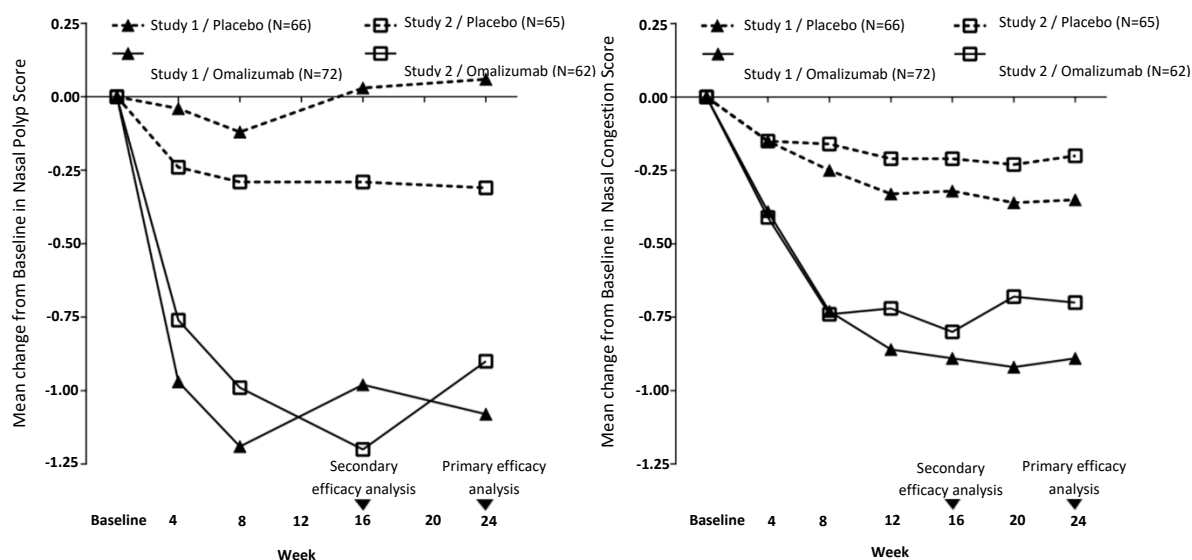 Study 1 / Placebo (N=66)
Study 2 / Placebo (N=65)
Study 1 / Omalizumab (N=72)
Study 2 / Omalizumab (N=62)
Mean change from Baseline in Nasal Polyp Score
0.25
0.00
-0.25
-0.50
-0.75
-1.00
-1.25
Secondary
efficacy analysis
Primary efficacy
analysis
Baseline 4 8 12 16 20 24
Week
Study 1 / Placebo (N=66)
Study 2 / Placebo (N=65)
Study 1 / Omalizumab (N=72)
Study 2 / Omalizumab (N=62)
Mean change from Baseline in Nasal Congestion Score
0.25
0.00
-0.25
-0.50
-0.75
-1.00
-1.25
Secondary
efficacy analysis
Primary efficacy
analysis
Baseline 4 8 12 16 20 24
Week